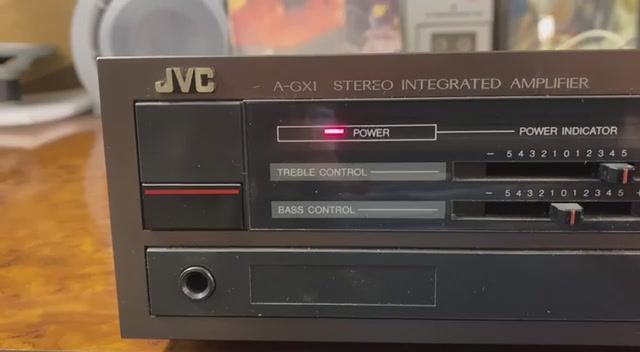 JVC
A-GX1 STEREO INTEGRATED AMPLIFIER
POWER
POWER INDICATOR
- 5 4 3 2 1 0 1 2 3 4 5
TREBLE CONTROL
- 5 4 3 2 1 0 1 2 3 4 5 +
BASS CONTROL